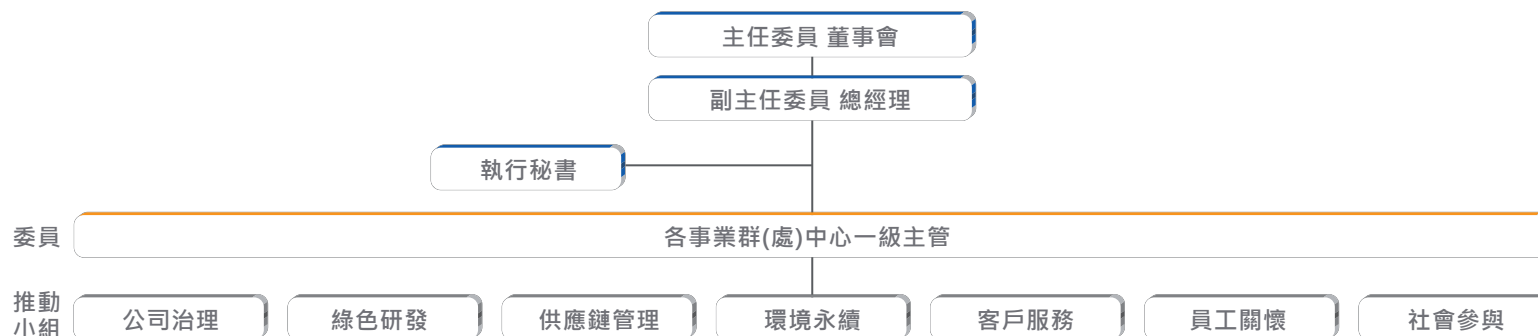 主任委員 董事會
副主任委員 總經理
執行秘書
委員
各事業群(處)中心一級主管
推動
小組
公司治理
綠色研發
供應鏈管理
環境永續
客戶服務
員工關懷
社會參與